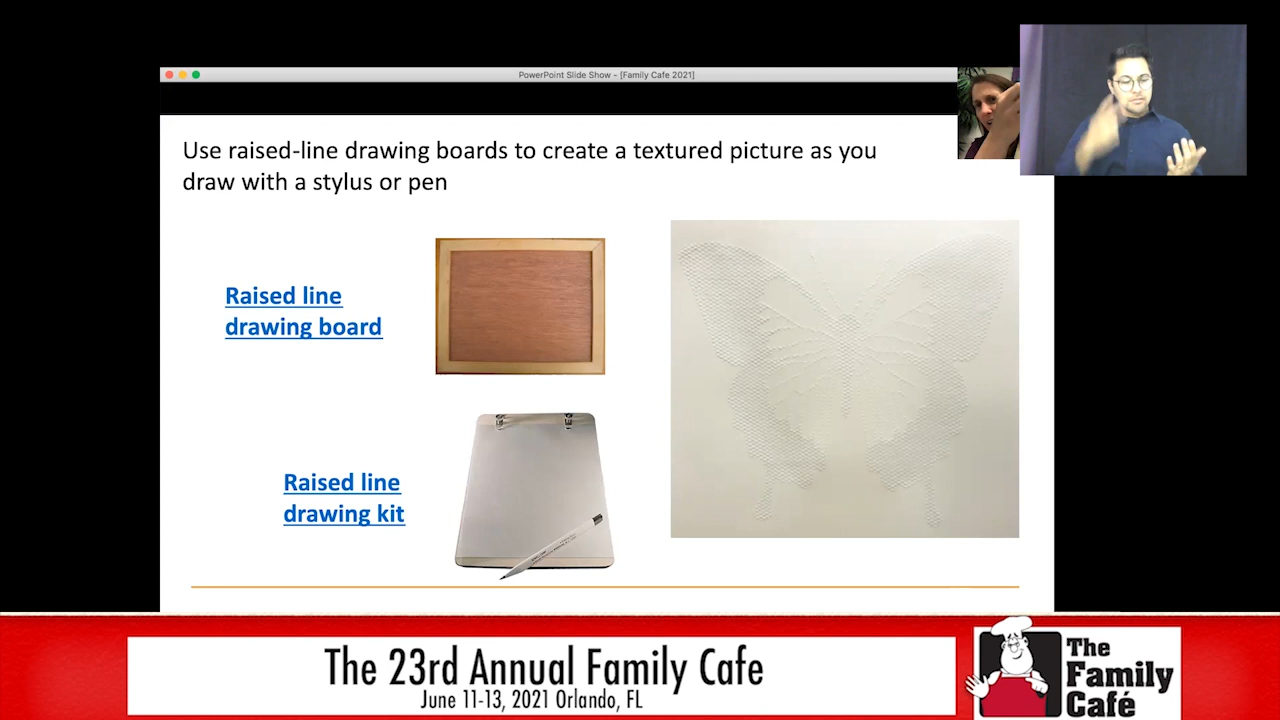 PowerPoint Slide Show - [Family Cafe 2021]
Use raised-line drawing boards to create a textured picture as you
draw with a stylus or pen
Raised line
drawing board
Raised line
drawing kit
The 23rd Annual Family Cafe
June 11-13, 2021 Orlando, FL
The
Family
Café